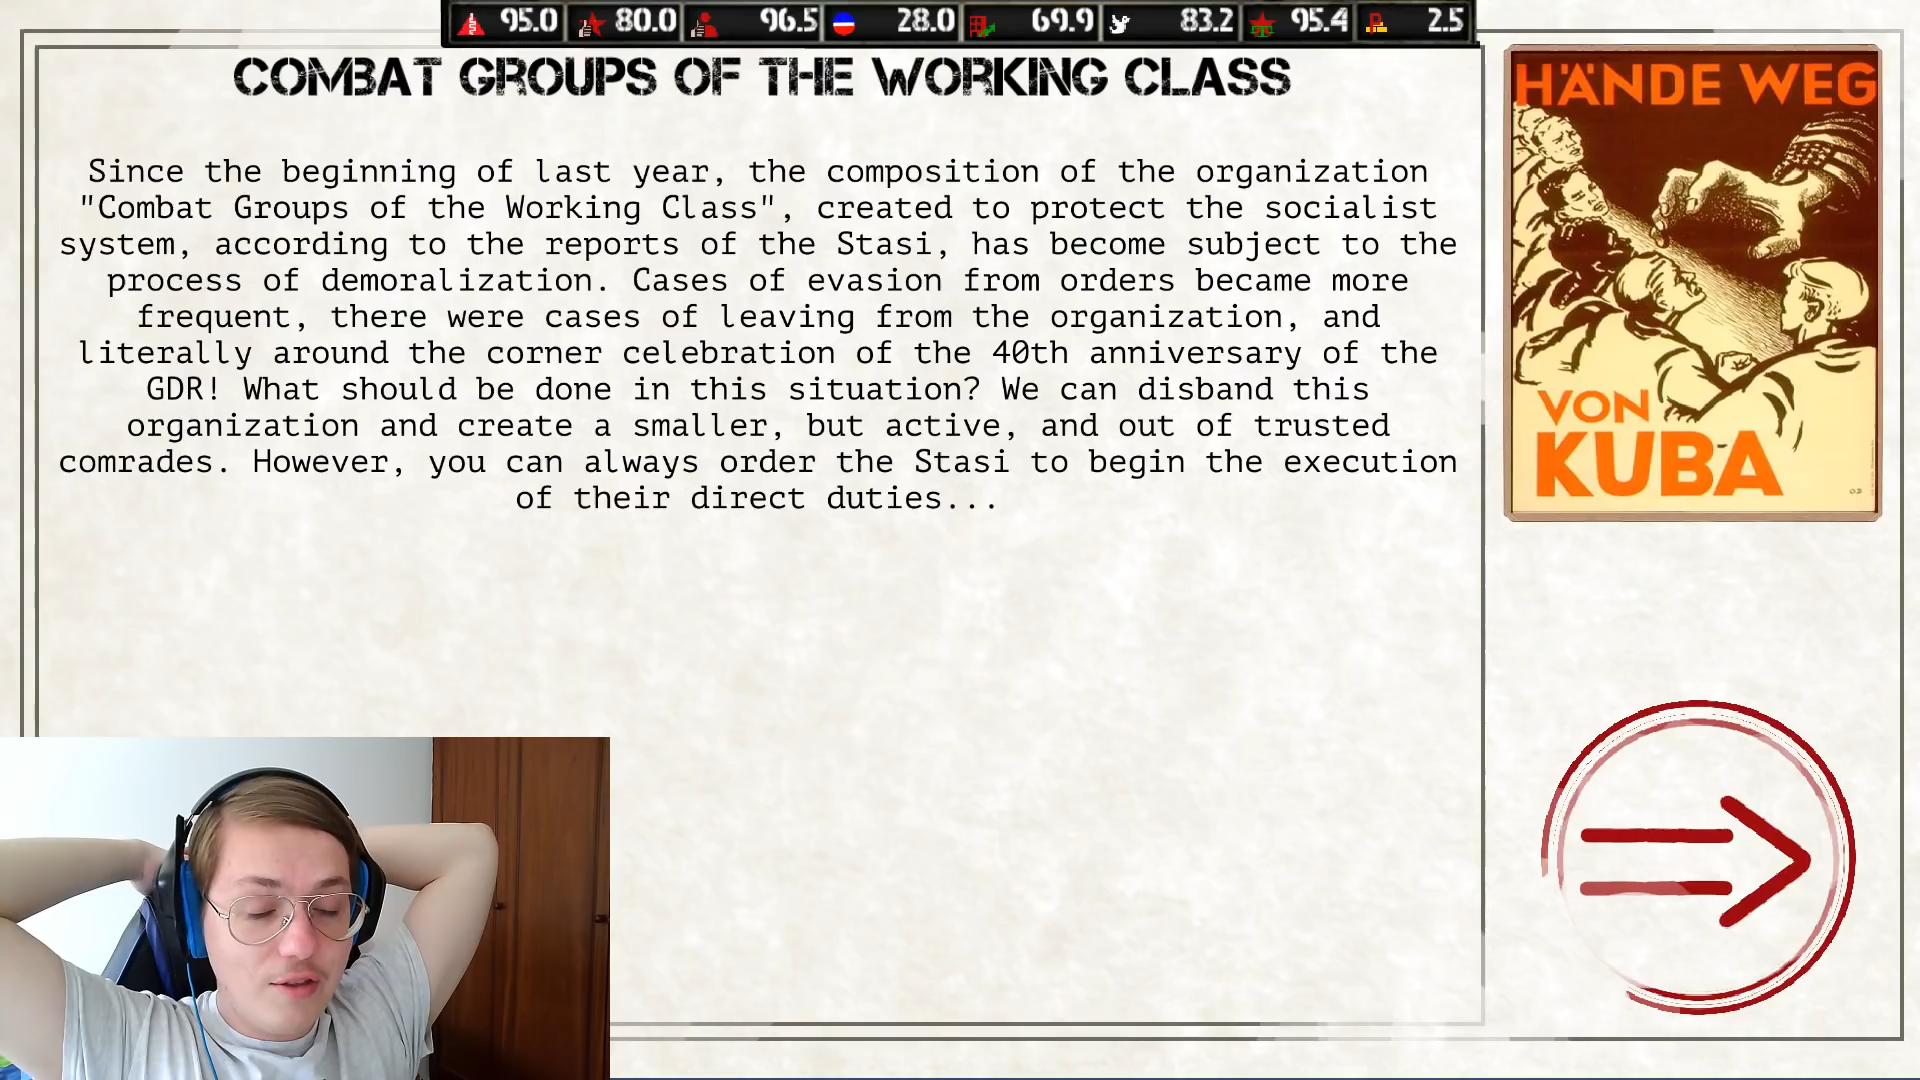 95.0 80.0 96.5 28.0 69.9 83.2 95.4 2.5
COMBAT GROUPS OF THE WORKING CLASS
Since the beginning of last year, the composition of the organization
"Combat Groups of the Working Class", created to protect the socialist
system, according to the reports of the Stasi, has become subject to the
process of demoralization. Cases of evasion from orders became more
frequent, there were cases of leaving from the organization, and
literally around the corner celebration of the 40th anniversary of the
GDR! What should be done in this situation? We can disband this
organization and create a smaller, but active, and out of trusted
comrades. However, you can always order the Stasi to begin the execution
of their direct duties...
HÄNDE WEG
VON
KUBA